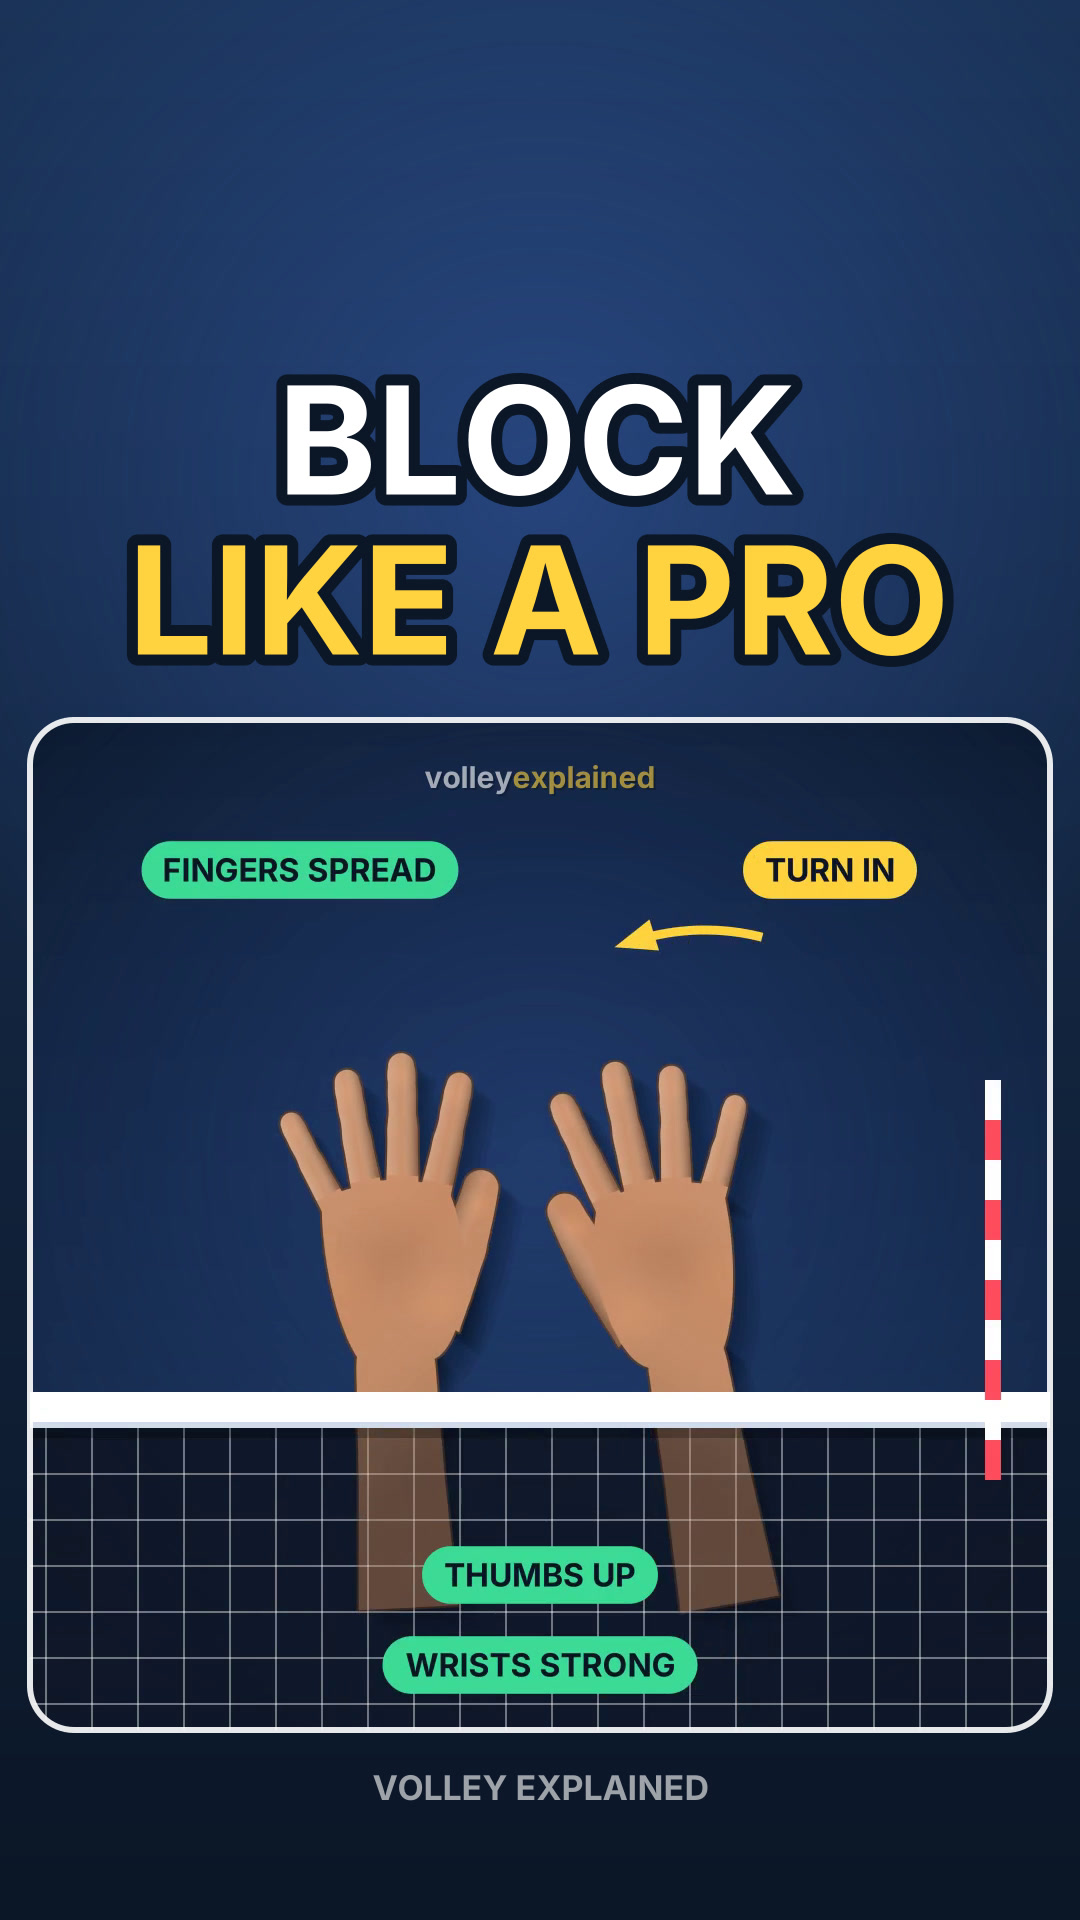 BLOCK
LIKE A PRO
volleyexplained
FINGERS SPREAD
TURN IN
THUMBS UP
WRISTS STRONG
VOLLEY EXPLAINED